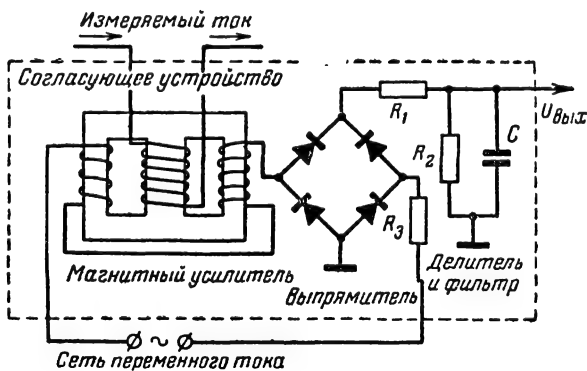 Измеряемый ток
Согласующее устройство
R1
Uвых
R2
C
R3
Магнитный усилитель
Выпрямитель
Делитель
и фильтр
~
Сеть переменного тока